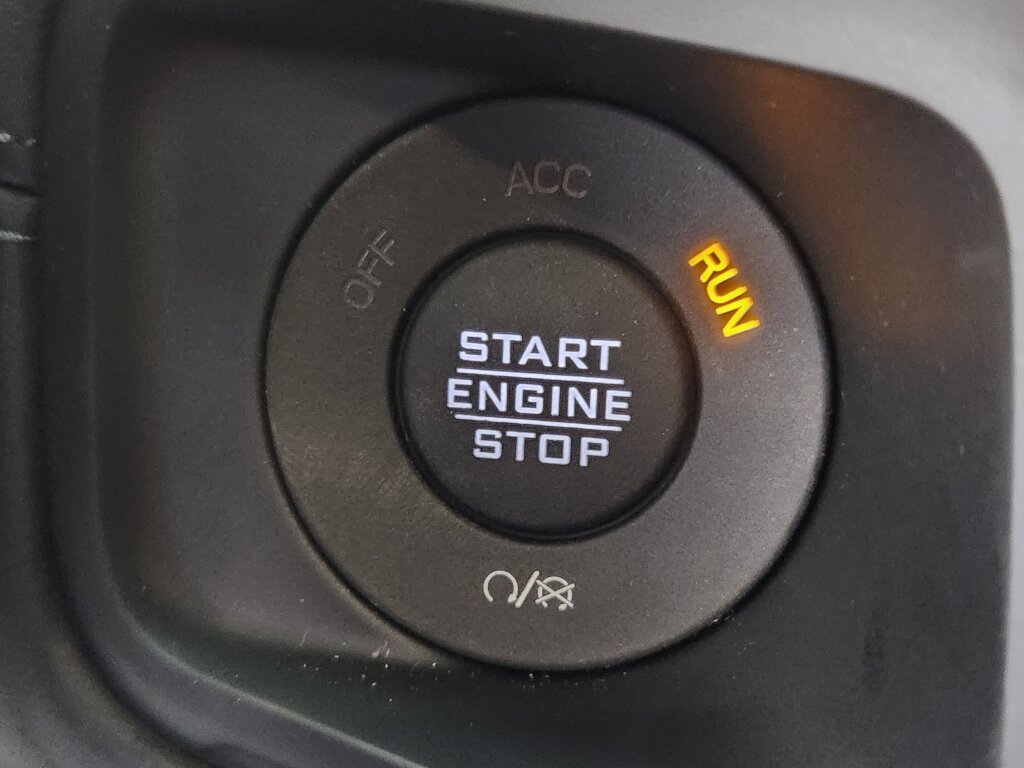 ACC
OFF
RUN
START
ENGINE
STOP